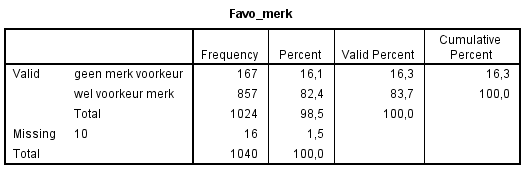 Favo_merk
Frequency Percent Valid Percent Cumulative Percent
Valid geen merk voorkeur 167 16,1 16,3 16,3
wel voorkeur merk 857 82,4 83,7 100,0
Total 1024 98,5 100,0
Missing 10 16 1,5
Total 1040 100,0